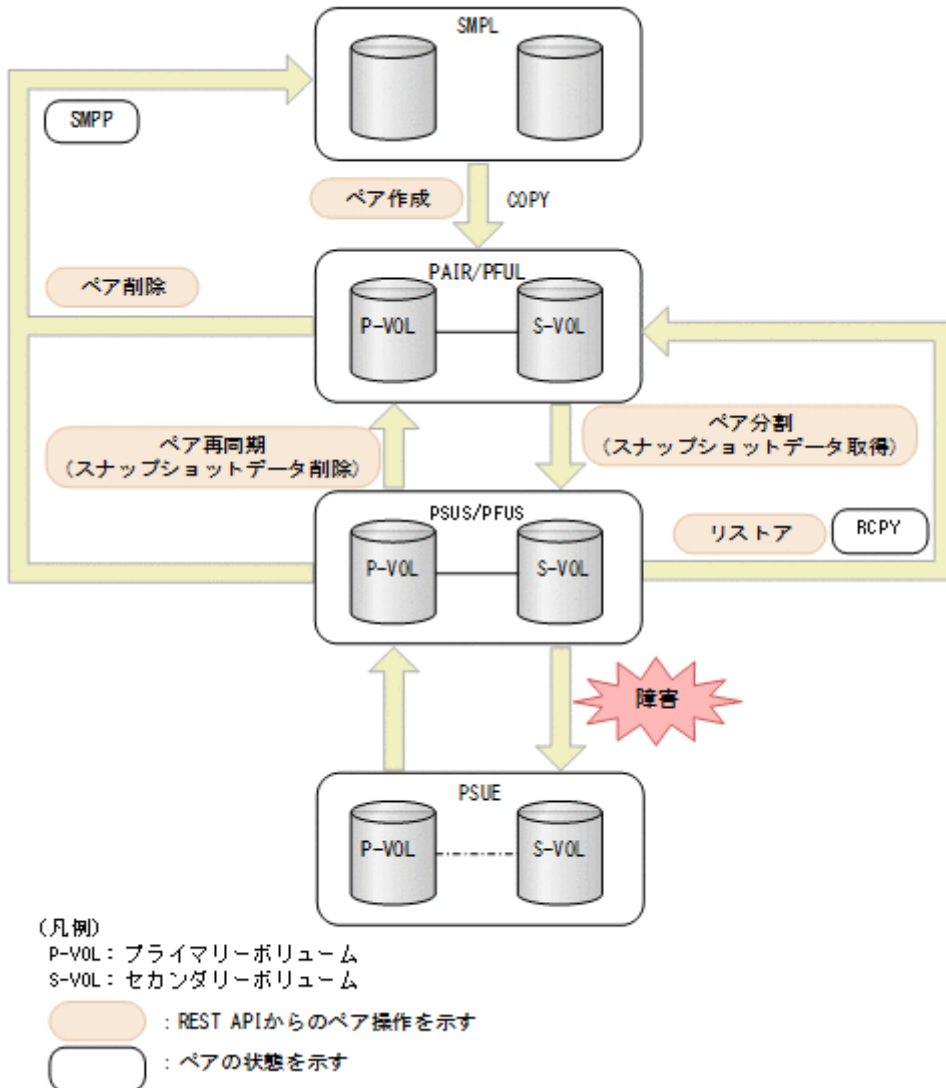 SMPL
SMPP
ペア作成
COPY
PAIR/PFUL
ペア削除
P-VOL
S-VOL
ペア再同期
(スナップショットデータ削除)
ペア分割
(スナップショットデータ取得)
PSUS/PFUS
リストア
RCPY
P-VOL
S-VOL
障害
PSUE
P-VOL
S-VOL
(凡例)
P-VOL: プライマリーボリューム
S-VOL: セカンダリーボリューム
: REST APIからのペア操作を示す
: ペアの状態を示す